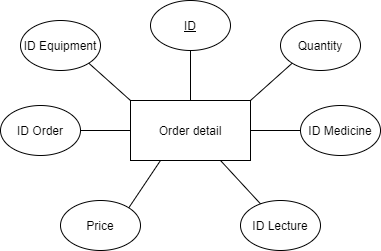 ID
ID Equipment
Quantity
ID Order
Order detail
ID Medicine
Price
ID Lecture